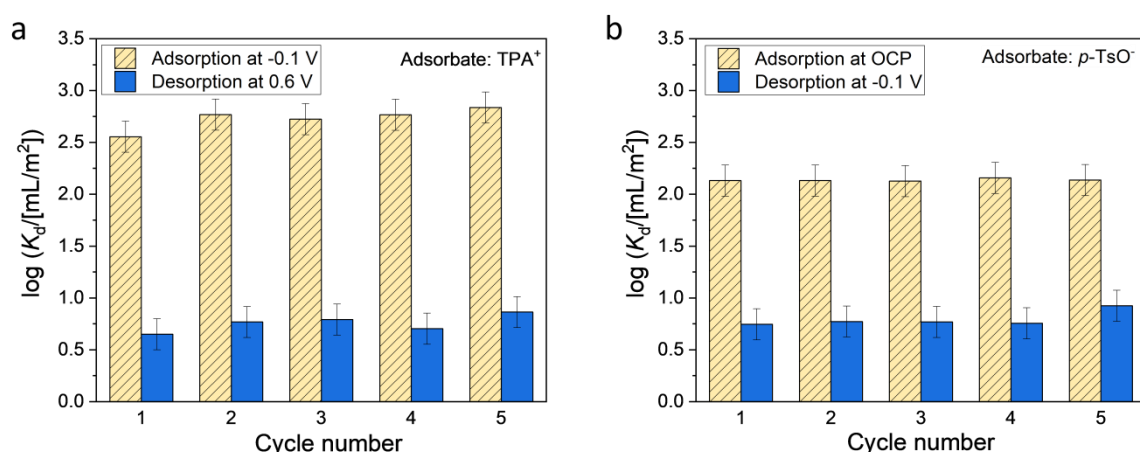 a
Adsorption at -0.1 V
Desorption at 0.6 V
Adsorbate: TPA⁺
log (Kd/[mL/m²])
3.5
3.0
2.5
2.0
1.5
1.0
0.5
0.0
1 2 3 4 5
Cycle number
b
Adsorption at OCP
Desorption at -0.1 V
Adsorbate: p-TsO⁻
log (Kd/[mL/m²])
3.5
3.0
2.5
2.0
1.5
1.0
0.5
0.0
1 2 3 4 5
Cycle number